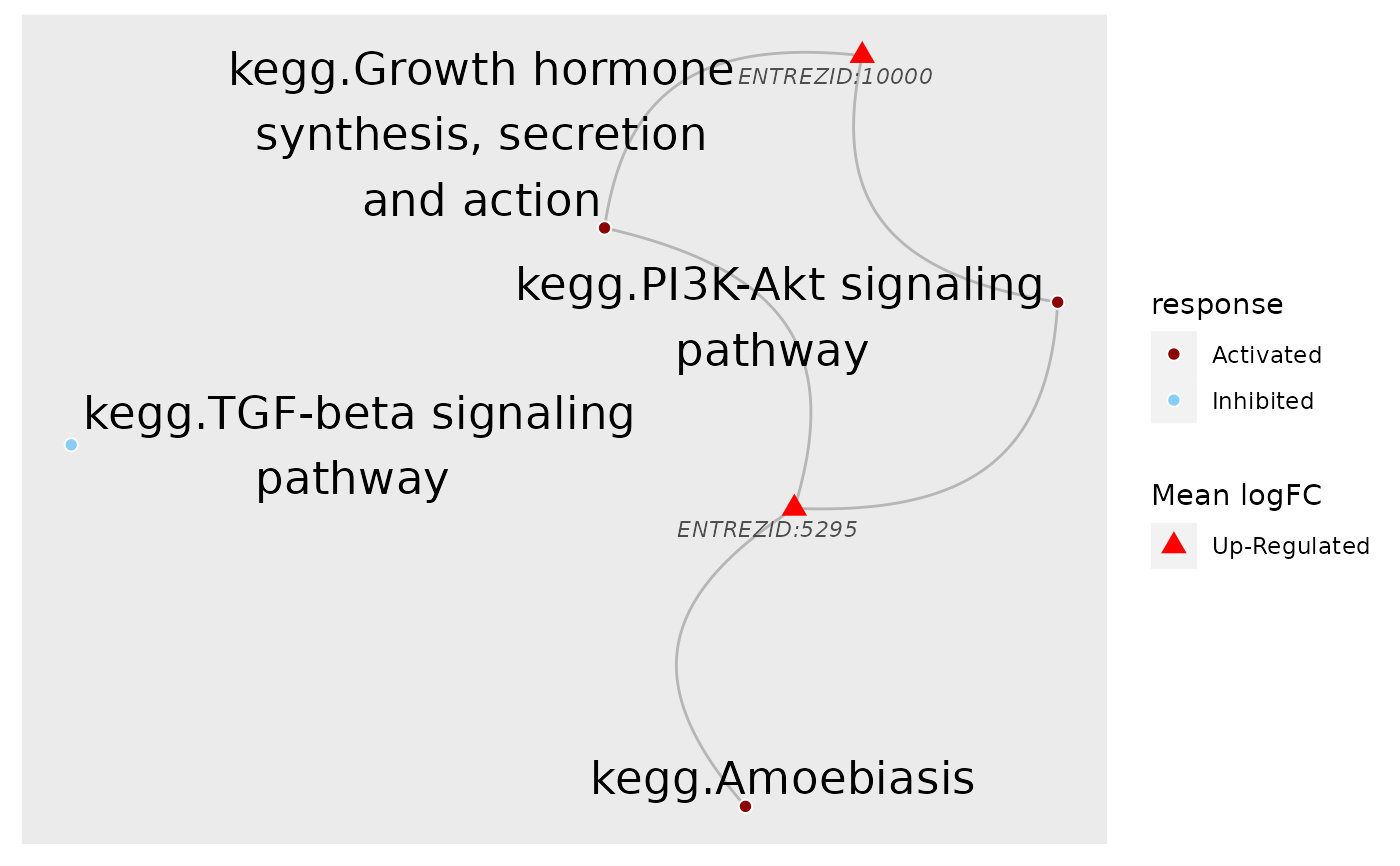 kegg.Growth hormone
synthesis, secretion
and action
ENTREZID:10000
kegg.PI3K-Akt signaling
pathway
kegg.TGF-beta signaling
pathway
ENTREZID:5295
kegg.Amoebiasis
response
Activated
Inhibited
Mean logFC
Up-Regulated